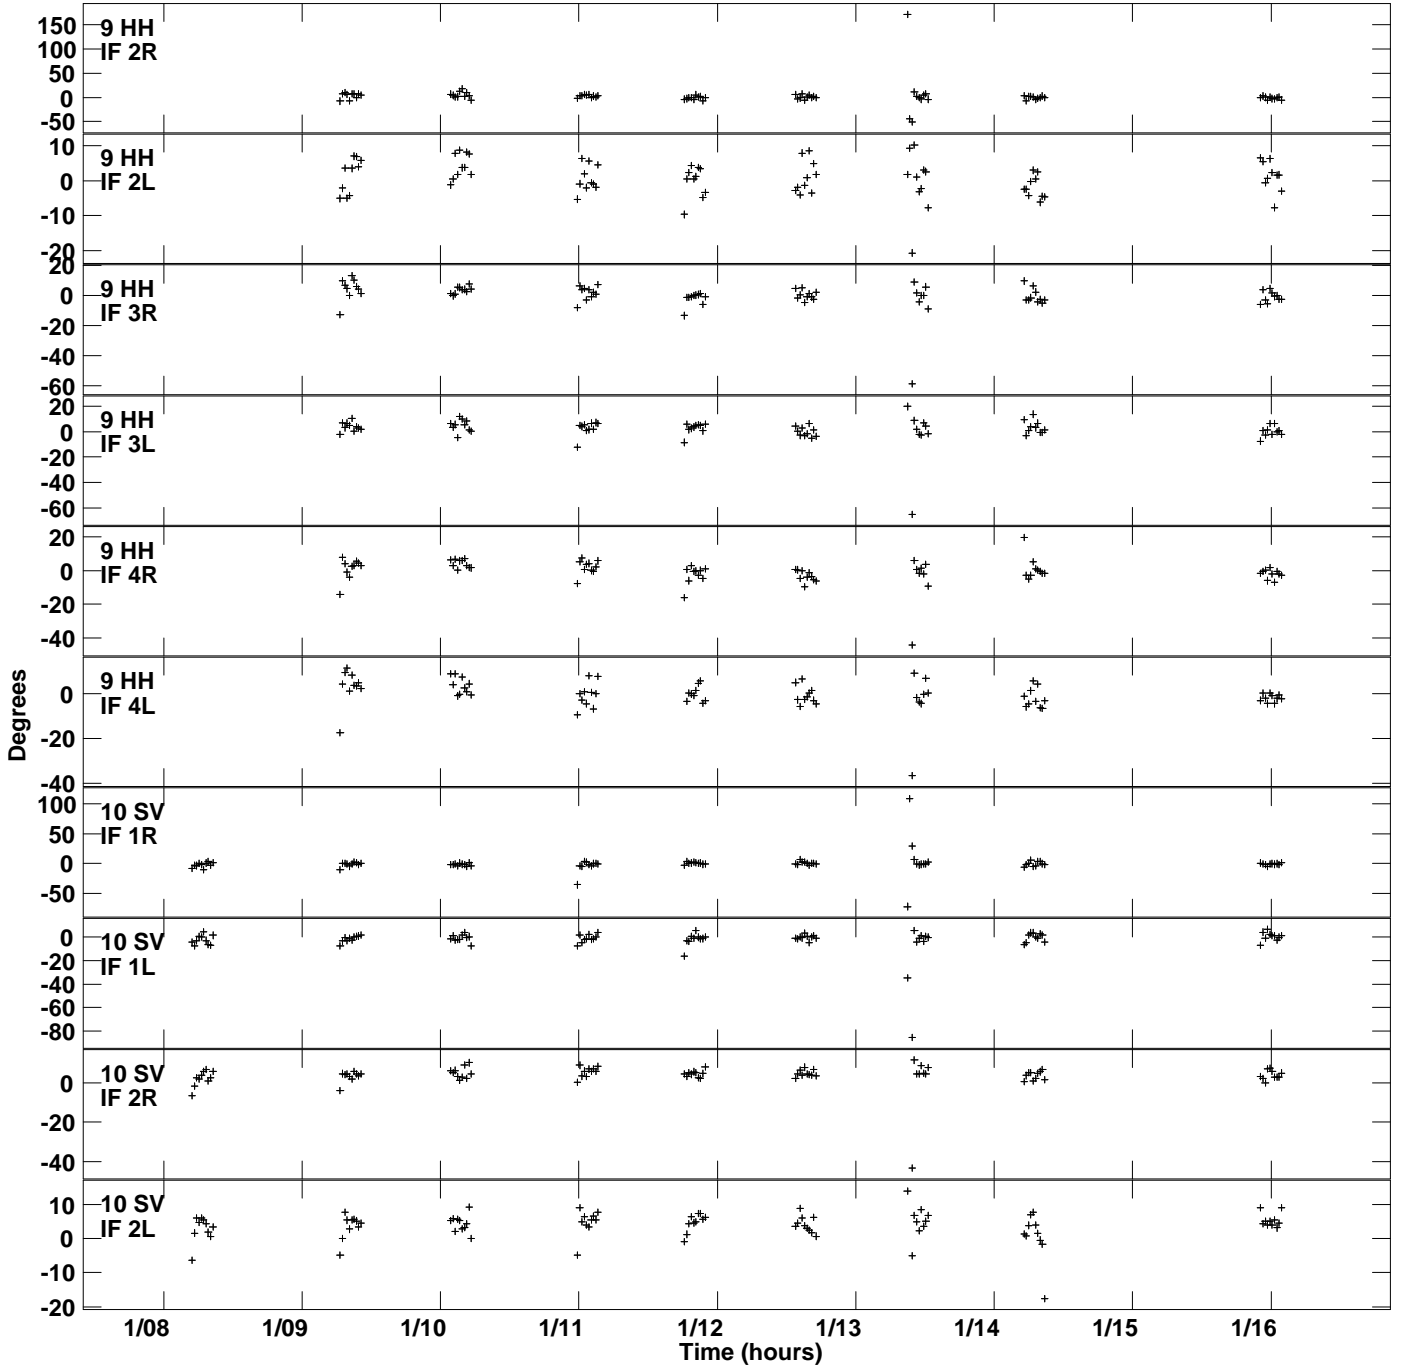 150
100
50
0
-50
9 HH
IF 2R
10
0
-10
-20
9 HH
IF 2L
20
0
-20
-40
-60
9 HH
IF 3R
20
0
-20
-40
-60
9 HH
IF 3L
20
0
-20
-40
9 HH
IF 4R
0
-20
-40
9 HH
IF 4L
100
50
0
-50
10 SV
IF 1R
0
-20
-40
-60
-80
10 SV
IF 1L
0
-20
-40
10 SV
IF 2R
10
0
-10
-20
10 SV
IF 2L
Degrees
1/08 1/09 1/10 1/11 1/12 1/13 1/14 1/15 1/16
Time (hours)